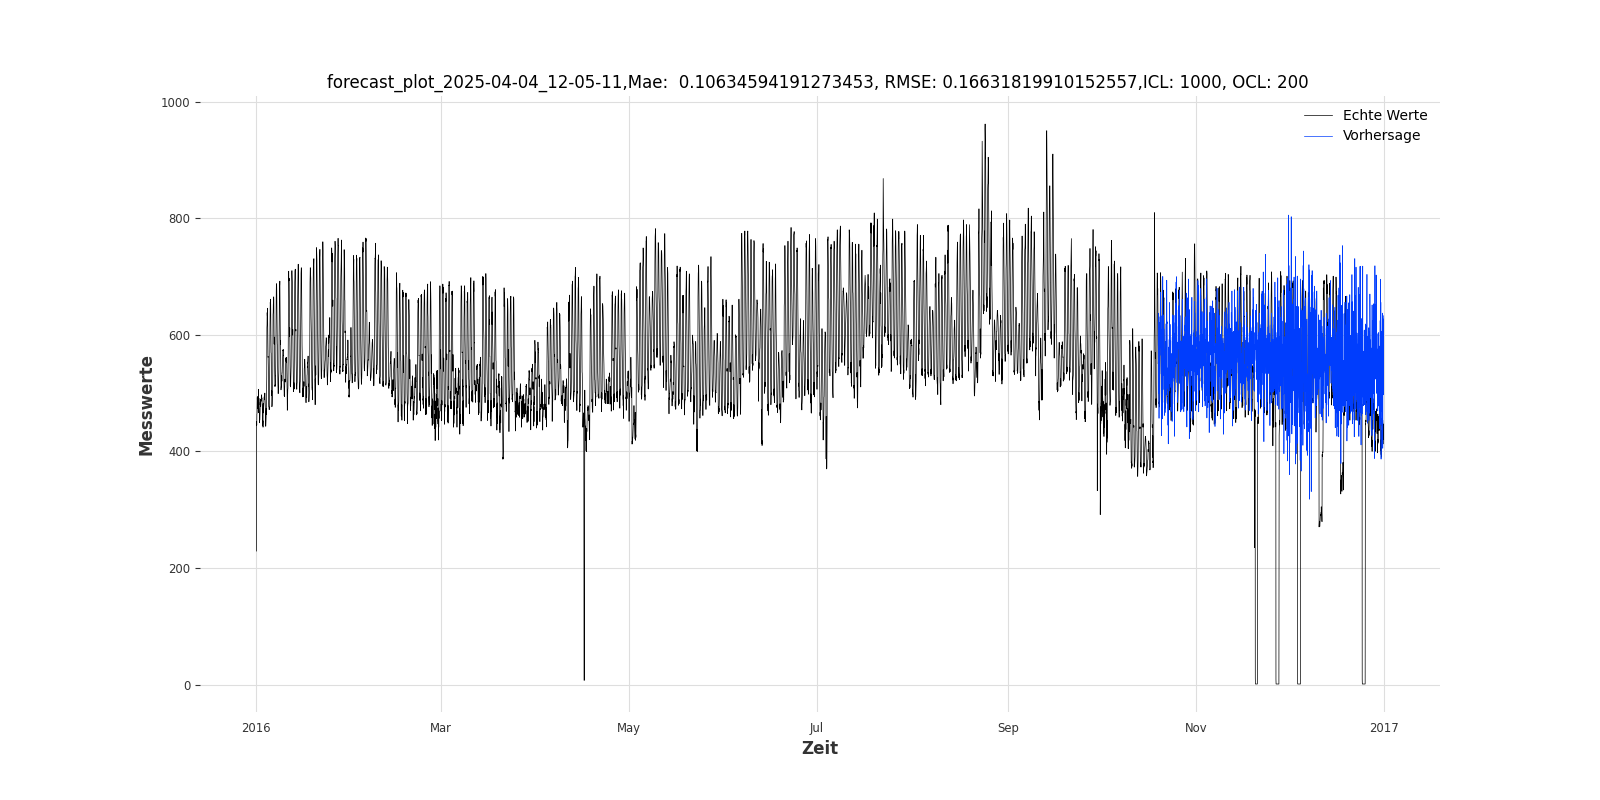 forecast_plot_2025-04-04_12-05-11,Mae:  0.10634594191273453, RMSE: 0.16631819910152557,ICL: 1000, OCL: 200
1000
Echte Werte
Vorhersage
800
600
400
200
0
Messwerte
2016 Mar May Jul Sep Nov 2017
Zeit